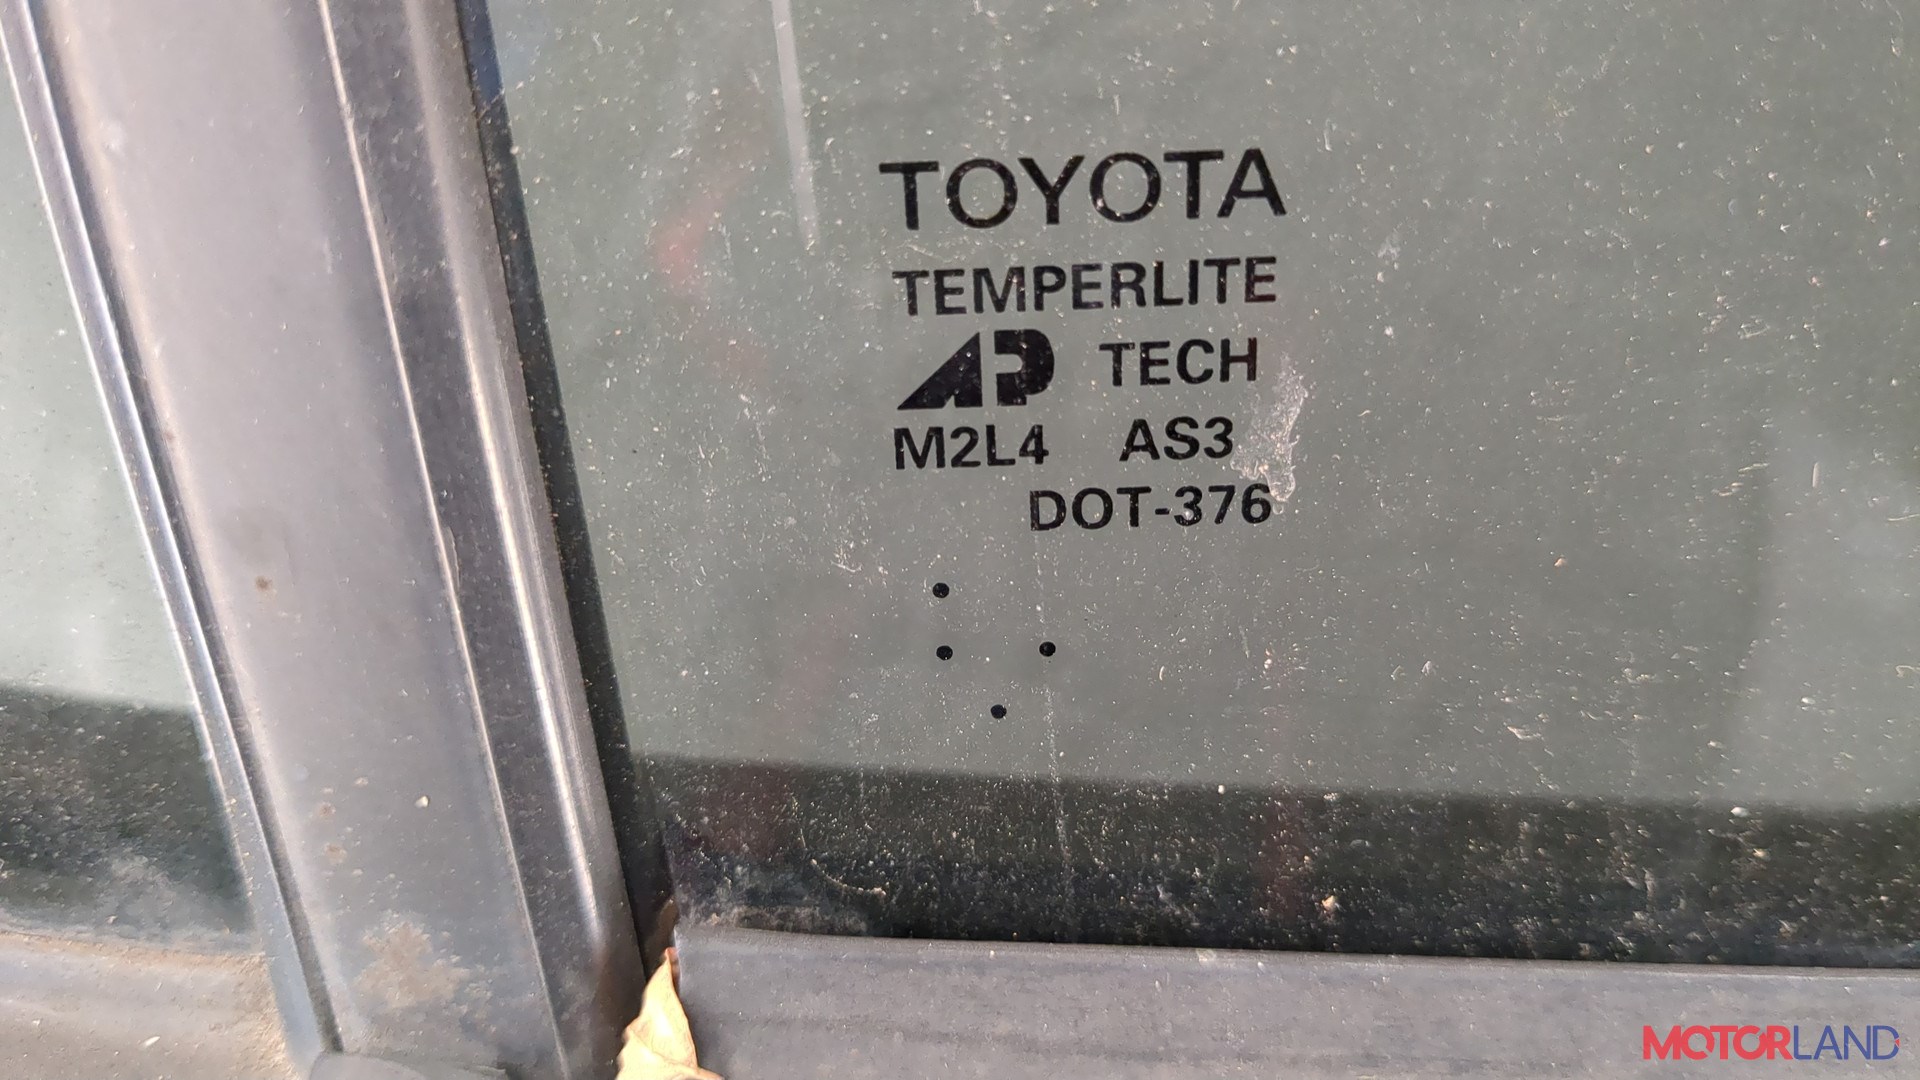 TOYOTA
TEMPERLITE
AP TECH
M2L4 AS3
DOT-376
MOTORLAND